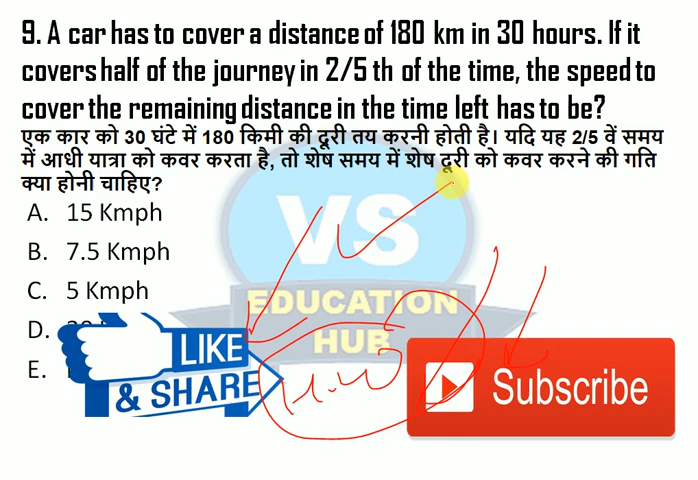 9. A car has to cover a distance of 180 km in 30 hours. If it
covers half of the journey in 2/5 th of the time, the speed to
cover the remaining distance in the time left has to be?
एक कार को 30 घंटे में 180 किमी की दूरी तय करनी होती है। यदि यह 2/5 वें समय
में आधी यात्रा को कवर करता है, तो शेष समय में शेष दूरी को कवर करने की गति
क्या होनी चाहिए?
A. 15 Kmph
B. 7.5 Kmph
C. 5 Kmph
D.
E.
VS
EDUCATION
HUB
LIKE
& SHARE
H.W
Subscribe